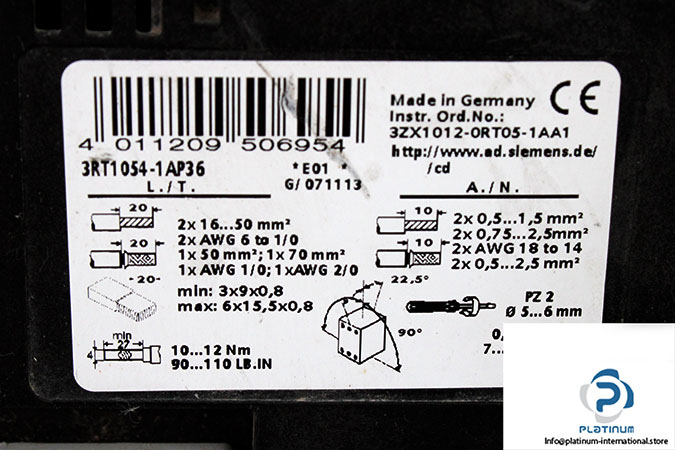 4 011209 506954
3RT1054-1AP36
*E01*
G/ 071113
Made in Germany
Instr. Ord.No.:
3ZX1012-0RT05-1AA1
http://www.ad.siemens.de/
/cd
CE
L./T.
20
2x 16...50 mm²
2x AWG 6 to 1/0
20
1x 50 mm²; 1x 70 mm²
1x AWG 1/0; 1xAWG 2/0
-20-
min: 3x9x0,8
max: 6x15,5x0,8
min
27
4
10...12 Nm
90...110 LB.IN
A./N.
10
2x 0,5...1,5 mm²
2x 0,75...2,5mm²
10
2x AWG 18 to 14
2x 0,5...2,5 mm²
22,5°
90°
PZ 2
Ø 5...6 mm
0,
7...
PLATINUM
Info@platinum-international.store